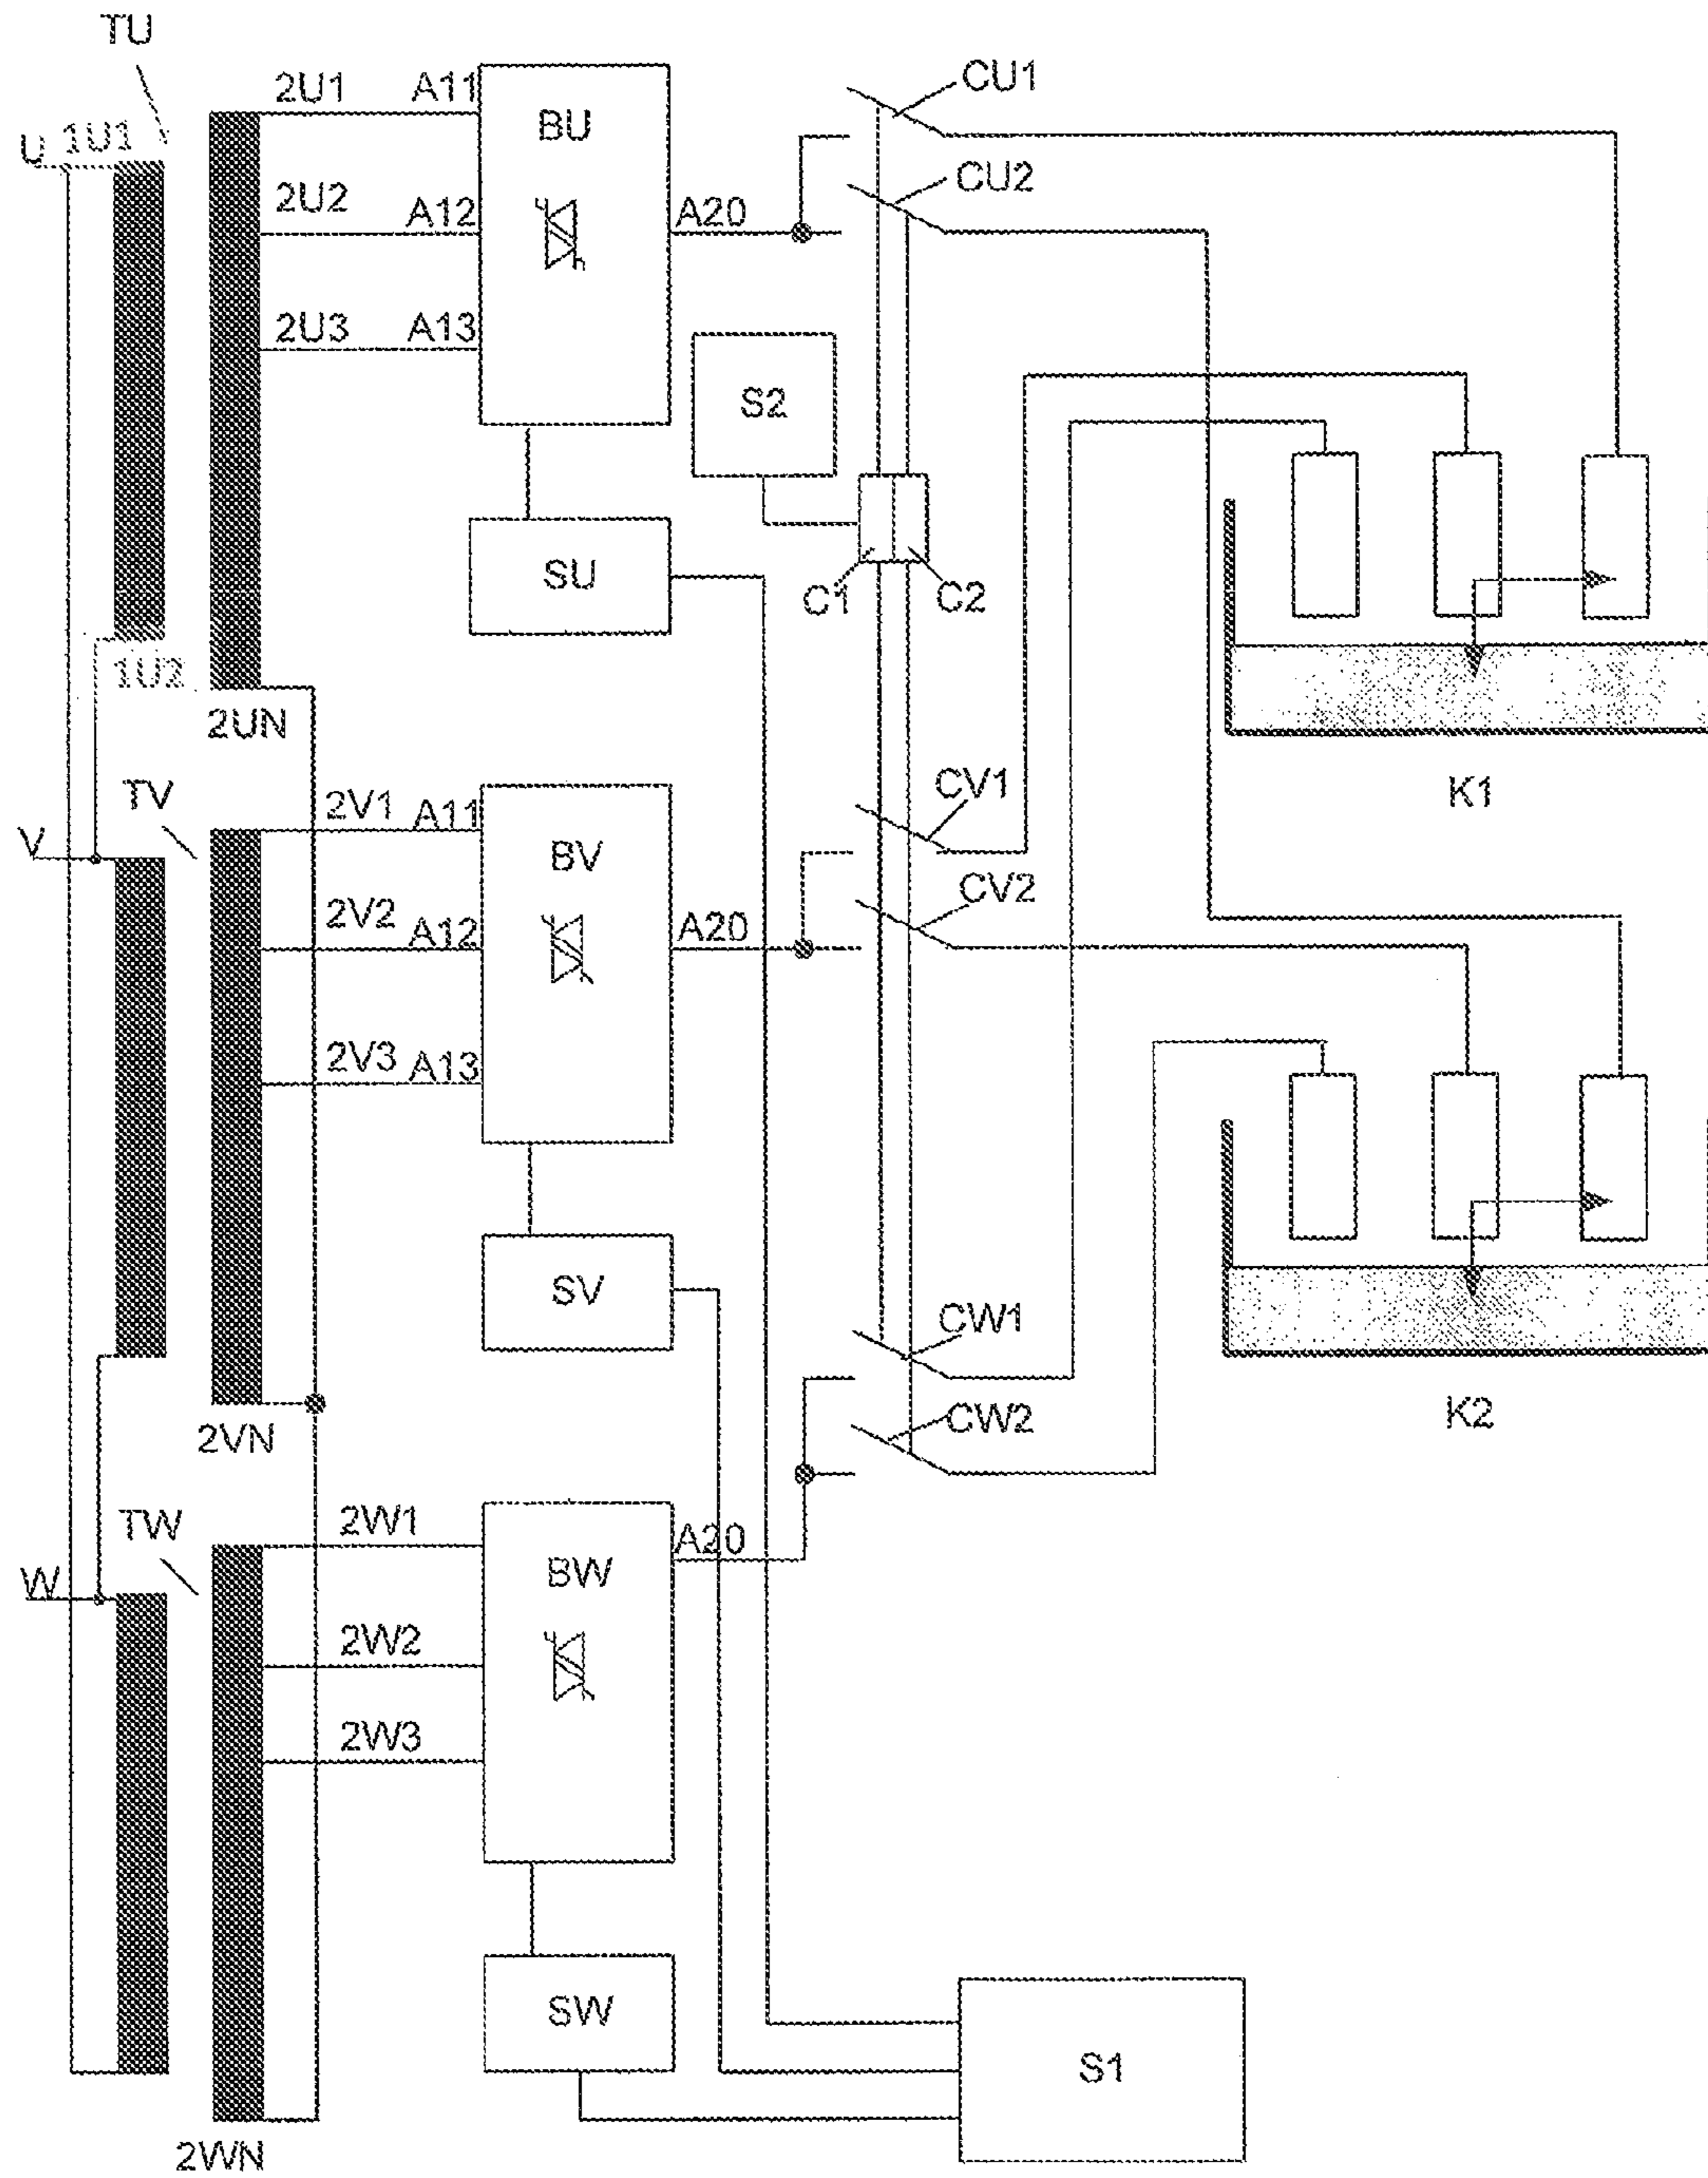 TU
2U1 A11
BU
CU1
U 1U1
CU2
2U2 A12
A20
2U3 A13
S2
SU
C1 C2
1U2
2UN
TV
2V1 A11
CV1
K1
V
BV
CV2
2V2 A12
A20
2V3 A13
SV
CW1
K2
CW2
2VN
TW
2W1
A20
W
BW
2W2
2W3
SW
S1
2WN